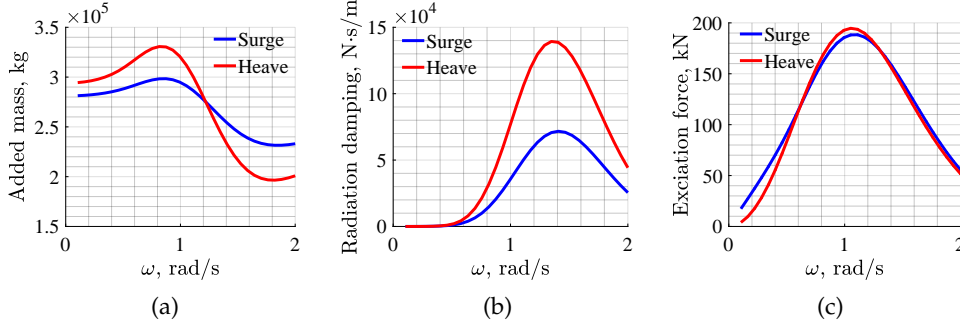 ×10⁵
3.5
3
2.5
2
1.5
0
1
2
Added mass, kg
ω, rad/s
Surge
Heave
(a)
×10⁴
15
10
5
0
0
1
2
Radiation damping, N·s/m
ω, rad/s
Surge
Heave
(b)
200
150
100
50
0
0
1
2
Exciation force, kN
ω, rad/s
Surge
Heave
(c)